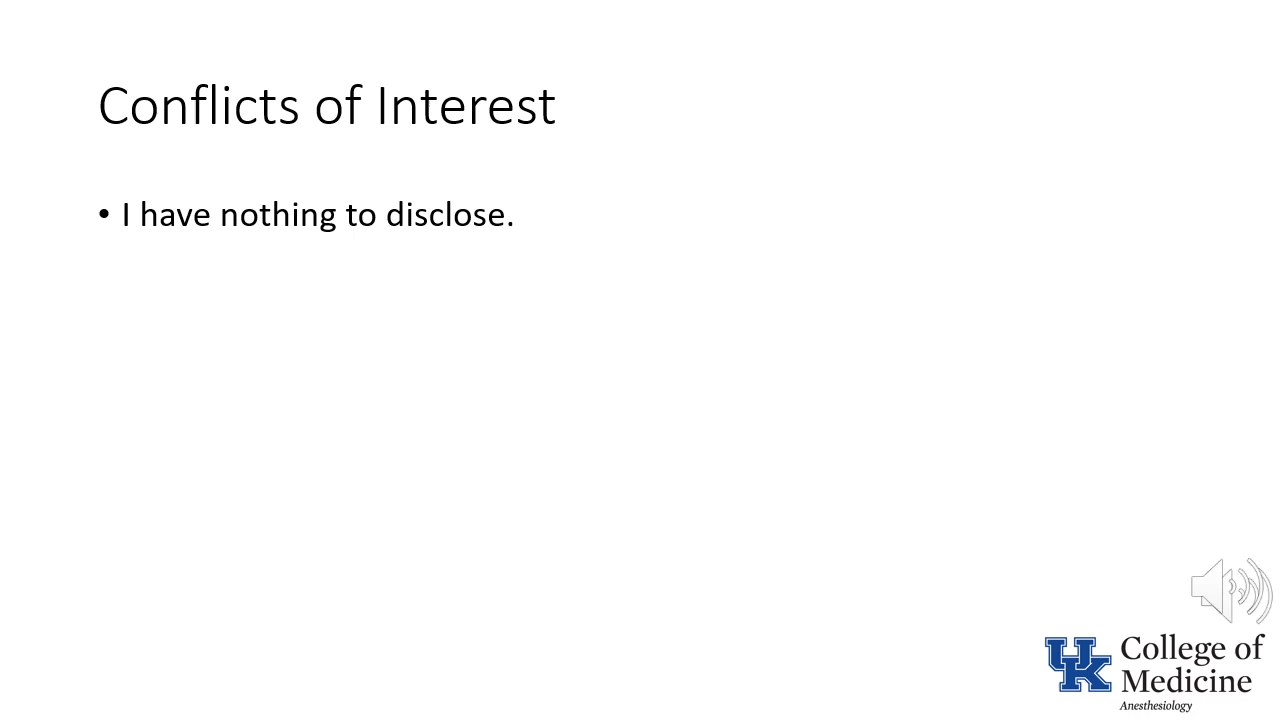 Conflicts of Interest
• I have nothing to disclose.
UK
College of
Medicine
Anesthesiology